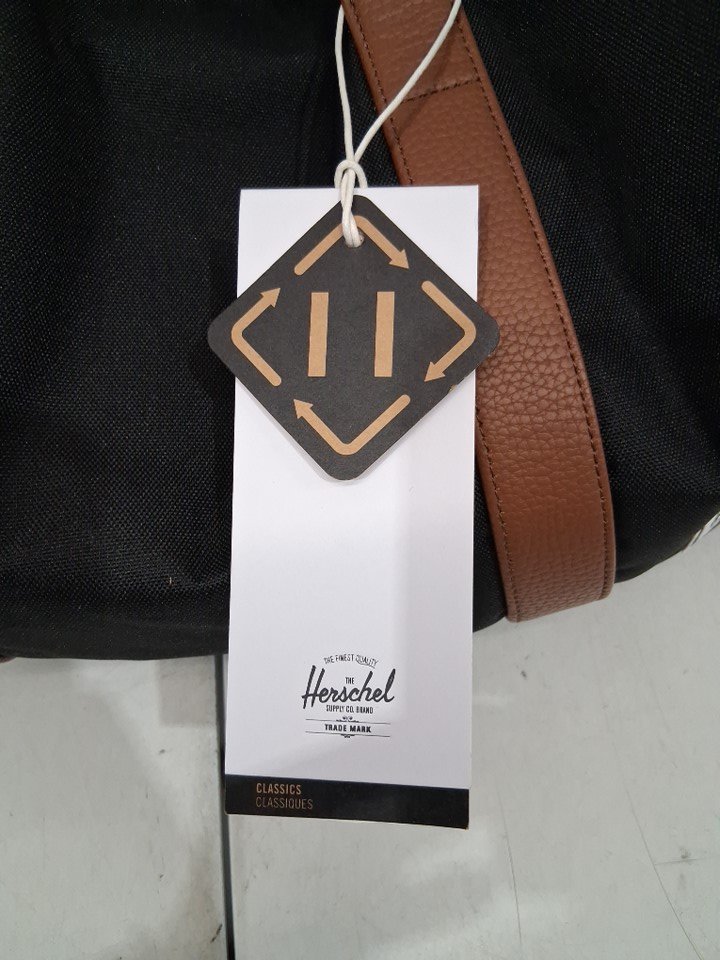 THE FINEST QUALITY
THE
Herschel
SUPPLY CO. BRAND
TRADE MARK
CLASSICS
CLASSIQUES